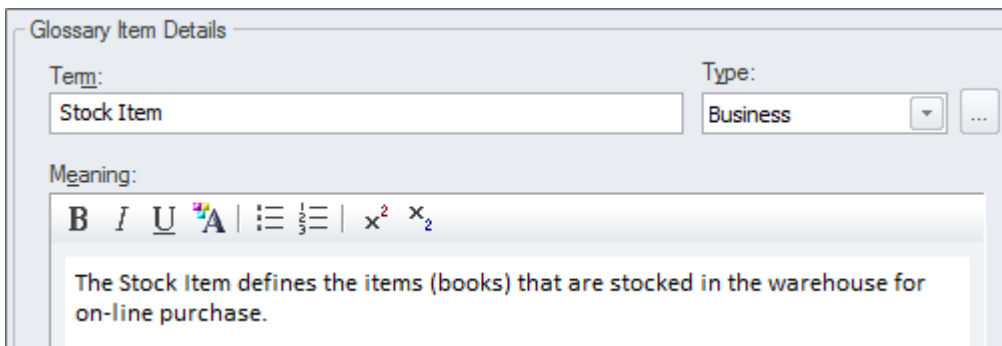 Glossary Item Details
Term: Type:
Stock Item Business ...
Meaning:
B I U A x² x₂
The Stock Item defines the items (books) that are stocked in the warehouse for
on-line purchase.